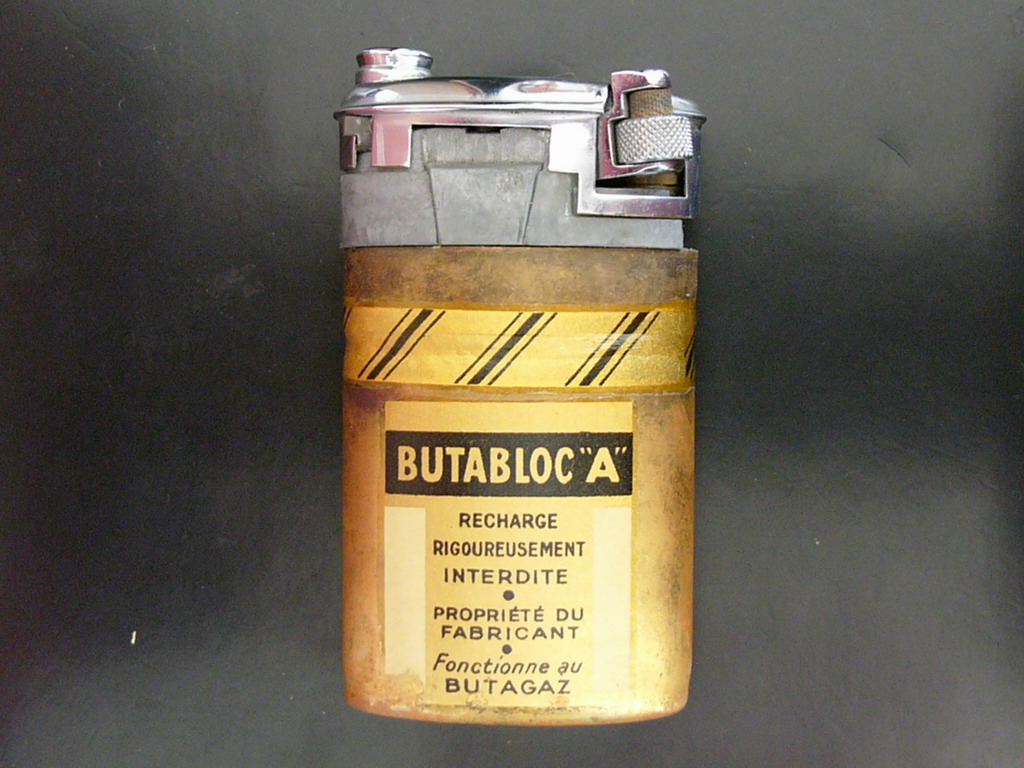 BUTABLOC "A"
RECHARGE
RIGOUREUSEMENT
INTERDITE
•
PROPRIÉTÉ DU
FABRICANT
•
Fonctionne au
BUTAGAZ